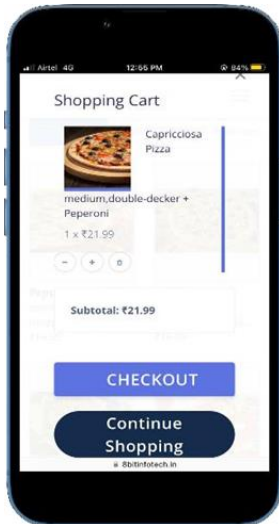 Airtel 4G 12:56 PM @ 84%
Shopping Cart
Capricciosa
Pizza
medium,double-decker +
Peperoni
1 x ₹21.99
Subtotal: ₹21.99
CHECKOUT
Continue
Shopping
8bitinfotech.in